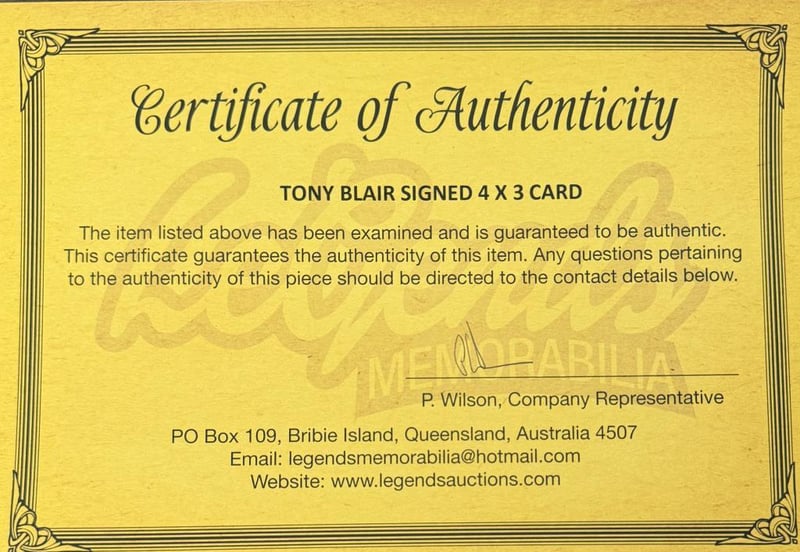 Certificate of Authenticity
TONY BLAIR SIGNED 4 X 3 CARD
The item listed above has been examined and is guaranteed to be authentic.
This certificate guarantees the authenticity of this item. Any questions pertaining
to the authenticity of this piece should be directed to the contact details below.
Legends
MEMORABILIA
P. Wilson, Company Representative
PO Box 109, Bribie Island, Queensland, Australia 4507
Email: legendsmemorabilia@hotmail.com
Website: www.legendsauctions.com